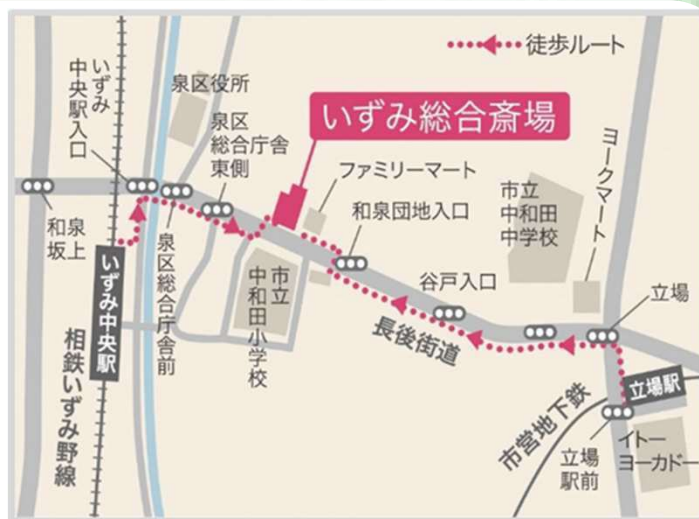 徒歩ルート
いずみ
中央駅入口
泉区役所
泉区
総合庁舎
東側
いずみ総合斎場
ファミリーマート
ヨークマート
和泉団地入口
市立
中和田
中学校
和泉
坂上
いずみ中央駅
泉区総合庁舎前
市立
中和田小学校
谷戸入口
立場
長後街道
相鉄いずみ野線
市営地下鉄
立場駅
立場
駅前
イトー
ヨーカドー